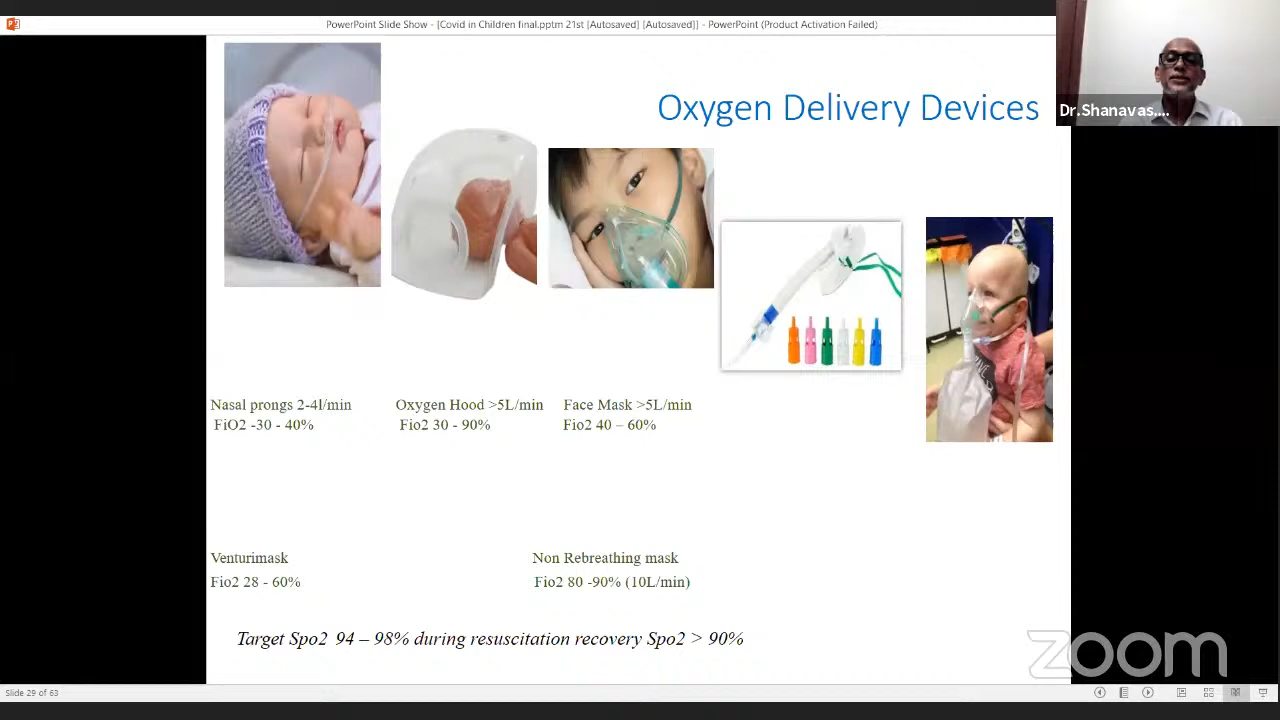 PowerPoint Slide Show - [Covid in Children final.pptm 21st [Autosaved] [Autosaved]] - PowerPoint (Product Activation Failed)
Dr.Shanavas....
Oxygen Delivery Devices
Nasal prongs 2-4l/min
FiO2 -30 - 40%
Oxygen Hood >5L/min
Fio2 30 - 90%
Face Mask >5L/min
Fio2 40 – 60%
Venturimask
Fio2 28 - 60%
Non Rebreathing mask
Fio2 80 -90% (10L/min)
Target Spo2 94 – 98% during resuscitation recovery Spo2 > 90%
zoom
Slide 29 of 63